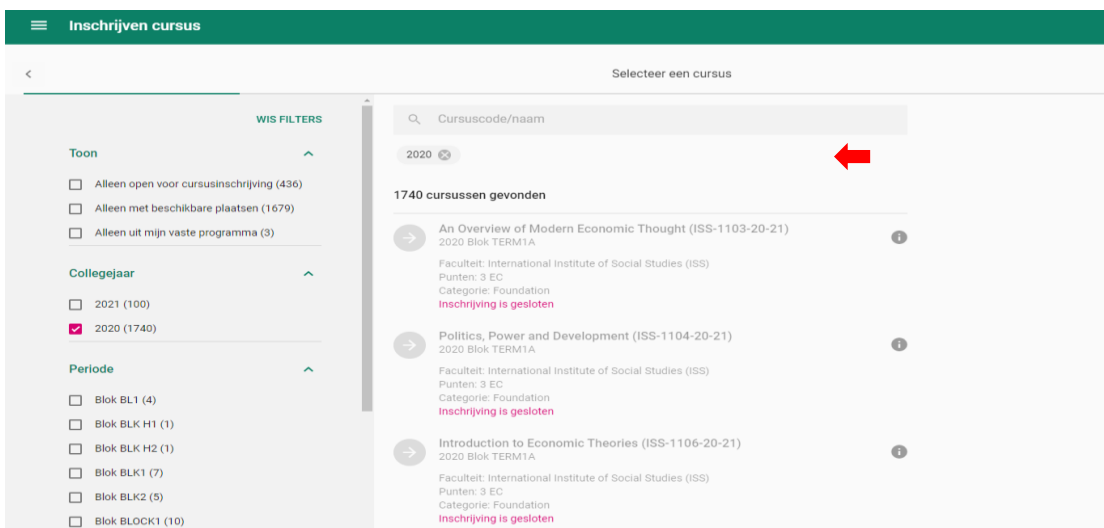 Inschrijven cursus
Selecteer een cursus
WIS FILTERS
Toon
Alleen open voor cursusinschrijving (436)
Alleen met beschikbare plaatsen (1679)
Alleen uit mijn vaste programma (3)
Collegejaar
2021 (100)
2020 (1740)
Periode
Blok BL1 (4)
Blok BLK H1 (1)
Blok BLK H2 (1)
Blok BLK1 (7)
Blok BLK2 (5)
Blok BLOCK1 (10)
Cursuscode/naam
2020
1740 cursussen gevonden
An Overview of Modern Economic Thought (ISS-1103-20-21)
2020 Blok TERM1A
Faculteit: International Institute of Social Studies (ISS)
Punten: 3 EC
Categorie: Foundation
Inschrijving is gesloten
Politics, Power and Development (ISS-1104-20-21)
2020 Blok TERM1A
Faculteit: International Institute of Social Studies (ISS)
Punten: 3 EC
Categorie: Foundation
Inschrijving is gesloten
Introduction to Economic Theories (ISS-1106-20-21)
2020 Blok TERM1A
Faculteit: International Institute of Social Studies (ISS)
Punten: 3 EC
Categorie: Foundation
Inschrijving is gesloten